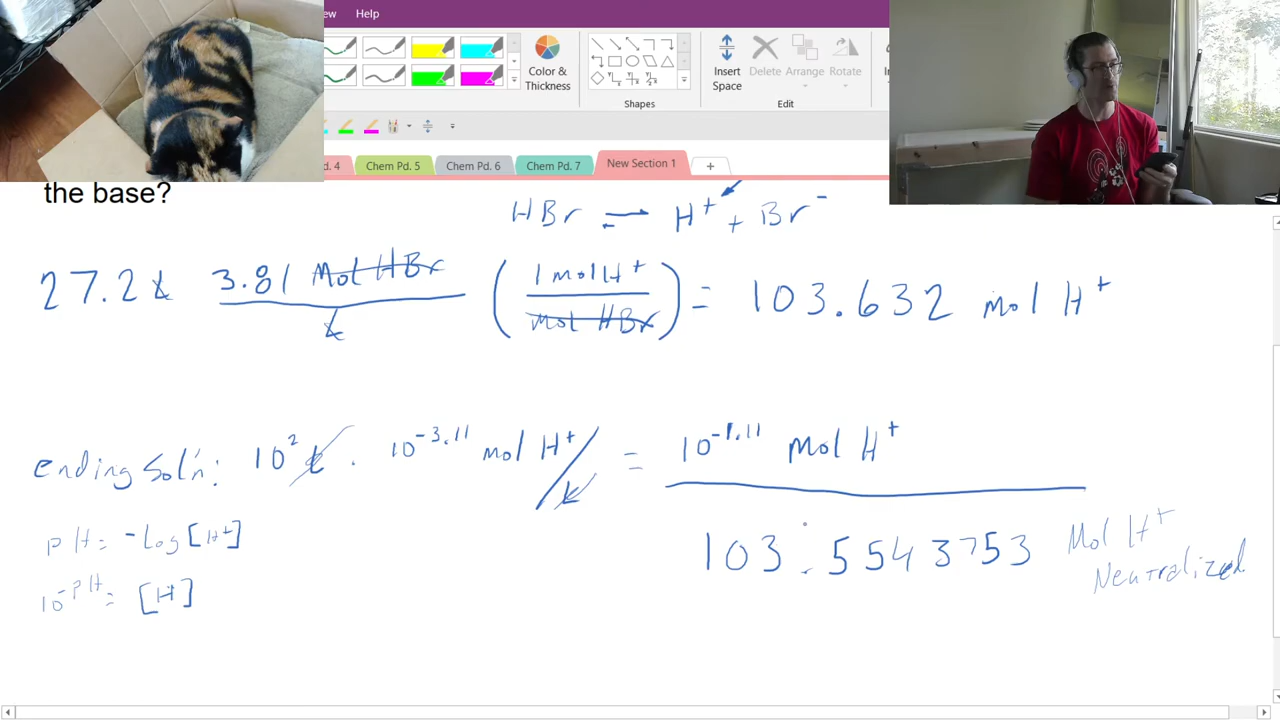 ew Help
Color & Thickness
Shapes
Insert Space
Delete
Arrange
Rotate
Edit
d. 4
Chem Pd. 5
Chem Pd. 6
Chem Pd. 7
New Section 1
+
the base?
HBr ⇌ H⁺ + Br⁻
27.2 L 3.81 Mol HBr / L (1 mol H⁺ / mol HBr) = 103.632 mol H⁺
Ending Sol'n: 10² L · 10⁻³·¹¹ mol H⁺ / L = 10⁻¹·¹¹ mol H⁺
103.5543753 Mol H⁺ Neutralized
pH = -log[H+]
10⁻ᵖᴴ = [H⁺]